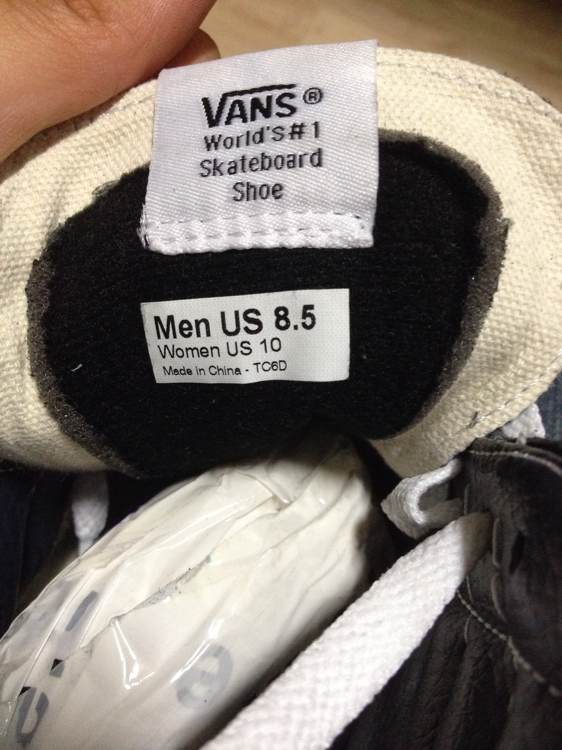 VANS®
World'S#1
Skateboard
Shoe
Men US 8.5
Women US 10
Made in China - TC6D